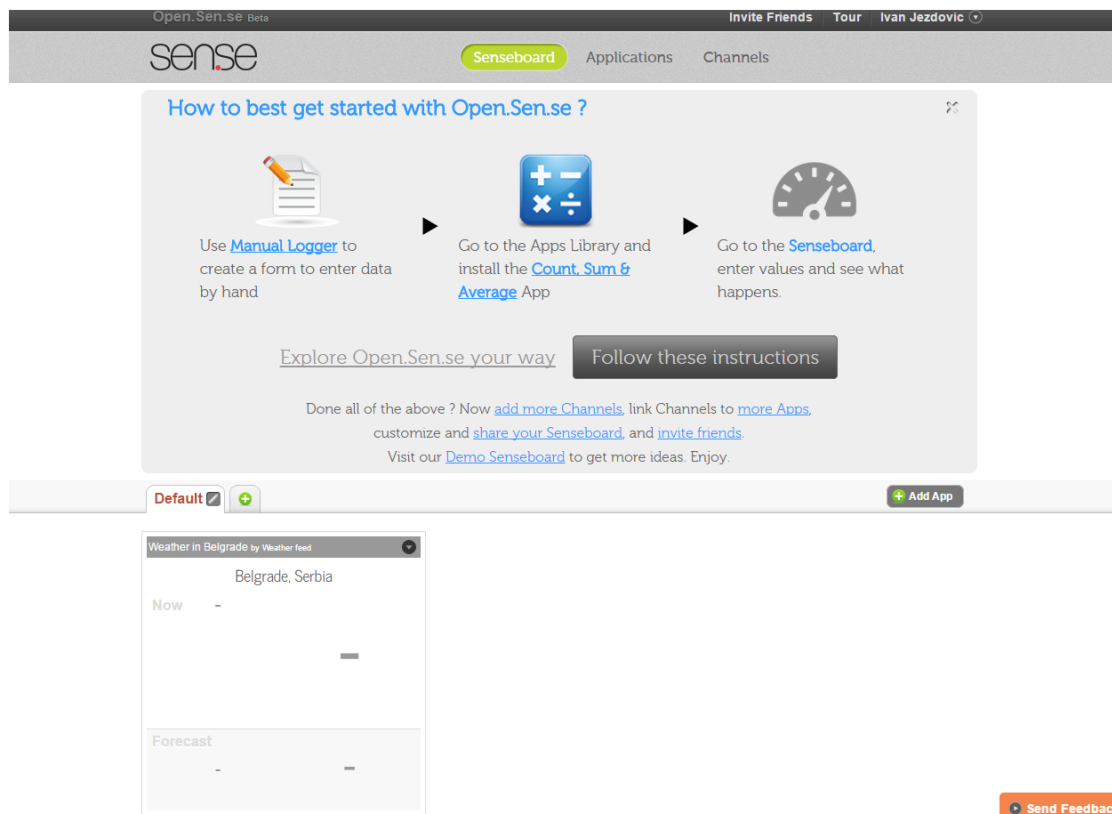 Open.Sen.se Beta
Invite Friends Tour Ivan Jezdovic
sen.se
Senseboard Applications Channels
How to best get started with Open.Sen.se ?
Use Manual Logger to
create a form to enter data
by hand
Go to the Apps Library and
install the Count, Sum &
Average App
Go to the Senseboard,
enter values and see what
happens.
Explore Open.Sen.se your way
Follow these instructions
Done all of the above ? Now add more Channels, link Channels to more Apps,
customize and share your Senseboard, and invite friends.
Visit our Demo Senseboard to get more ideas. Enjoy.
Default
Add App
Weather in Belgrade by Weather feed
Belgrade, Serbia
Now -
-
Forecast
- -
Send Feedbac